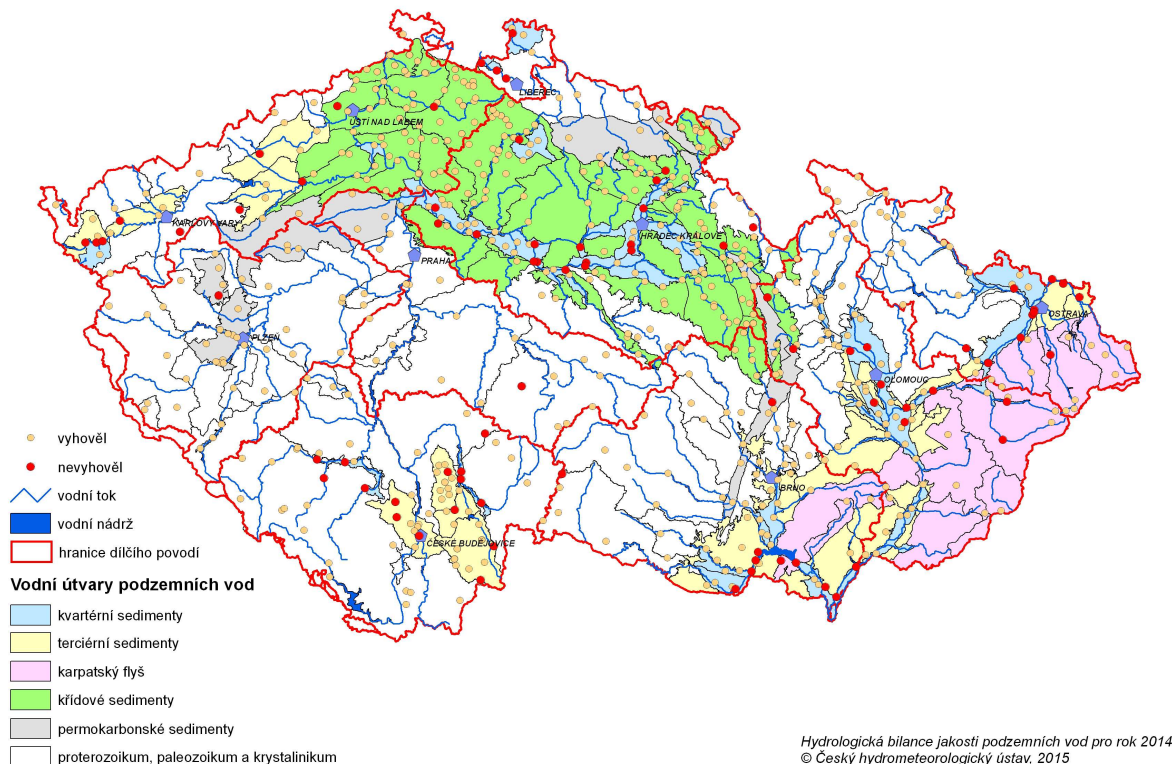 LIBEREC
ÚSTÍ NAD LABEM
KARLOVY VARY
HRADEC KRÁLOVÉ
PRAHA
OSTRAVA
PLZEŇ
OLOMOUC
BRNO
ČESKÉ BUDĚJOVICE
vyhověl
nevyhověl
vodní tok
vodní nádrž
hranice dílčího povodí
Vodní útvary podzemních vod
kvartérní sedimenty
terciérní sedimenty
karpatský flyš
křídové sedimenty
permokarbonské sedimenty
proterozoikum, paleozoikum a krystalinikum
Hydrologická bilance jakosti podzemních vod pro rok 2014
© Český hydrometeorologický ústav, 2015